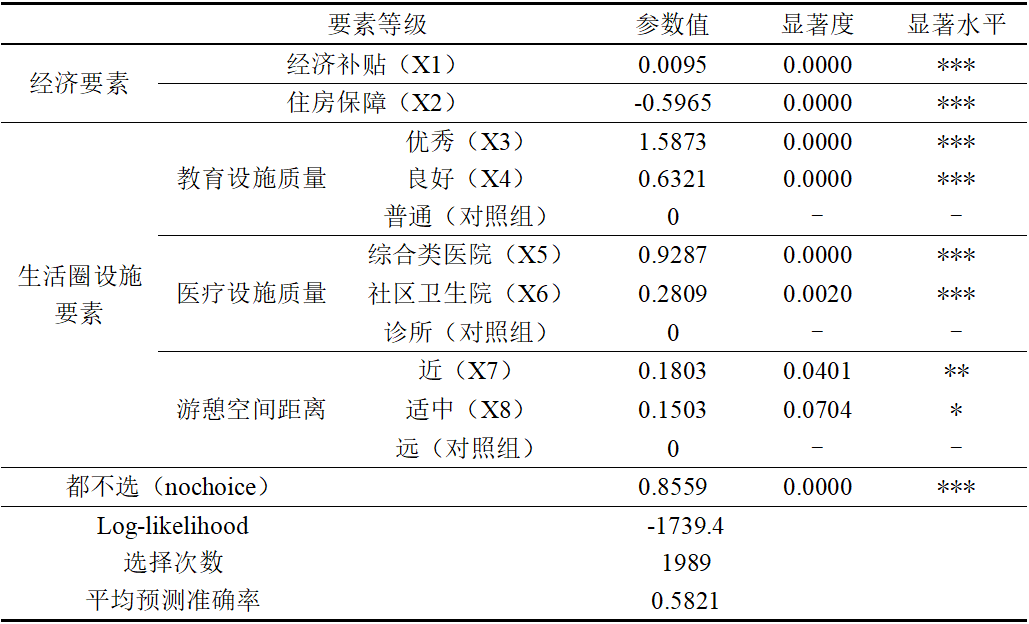 要素等级 参数值 显著度 显著水平
经济要素 经济补贴（X1） 0.0095 0.0000 ***
住房保障（X2） -0.5965 0.0000 ***
生活圈设施要素 教育设施质量 优秀（X3） 1.5873 0.0000 ***
良好（X4） 0.6321 0.0000 ***
普通（对照组） 0 - -
医疗设施质量 综合类医院（X5） 0.9287 0.0000 ***
社区卫生院（X6） 0.2809 0.0020 ***
诊所（对照组） 0 - -
游憩空间距离 近（X7） 0.1803 0.0401 **
适中（X8） 0.1503 0.0704 *
远（对照组） 0 - -
都不选（nochoice） 0.8559 0.0000 ***
Log-likelihood -1739.4
选择次数 1989
平均预测准确率 0.5821